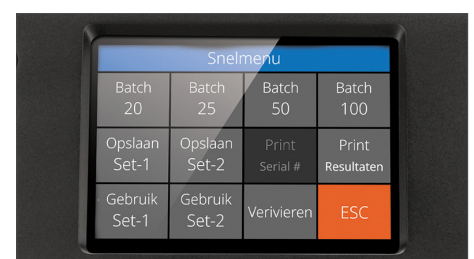 Snelmenu
Batch
20
Batch
25
Batch
50
Batch
100
Opslaan
Set-1
Opslaan
Set-2
Print
Serial #
Print
Resultaten
Gebruik
Set-1
Gebruik
Set-2
Verivieren
ESC